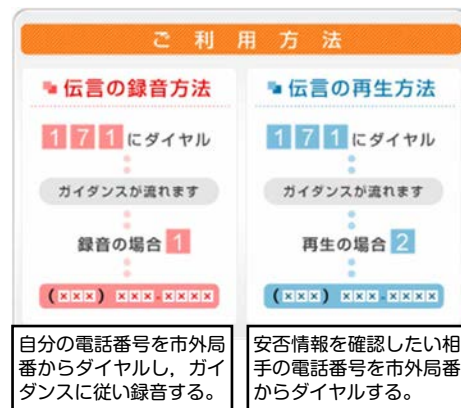 ご利用方法
伝言の録音方法
171にダイヤル
ガイダンスが流れます
録音の場合1
(×××)×××-××××
自分の電話番号を市外局
番からダイヤルし，ガイ
ダンスに従い録音する。
伝言の再生方法
171にダイヤル
ガイダンスが流れます
再生の場合2
(×××)×××-××××
安否情報を確認したい相
手の電話番号を市外局番
からダイヤルする。